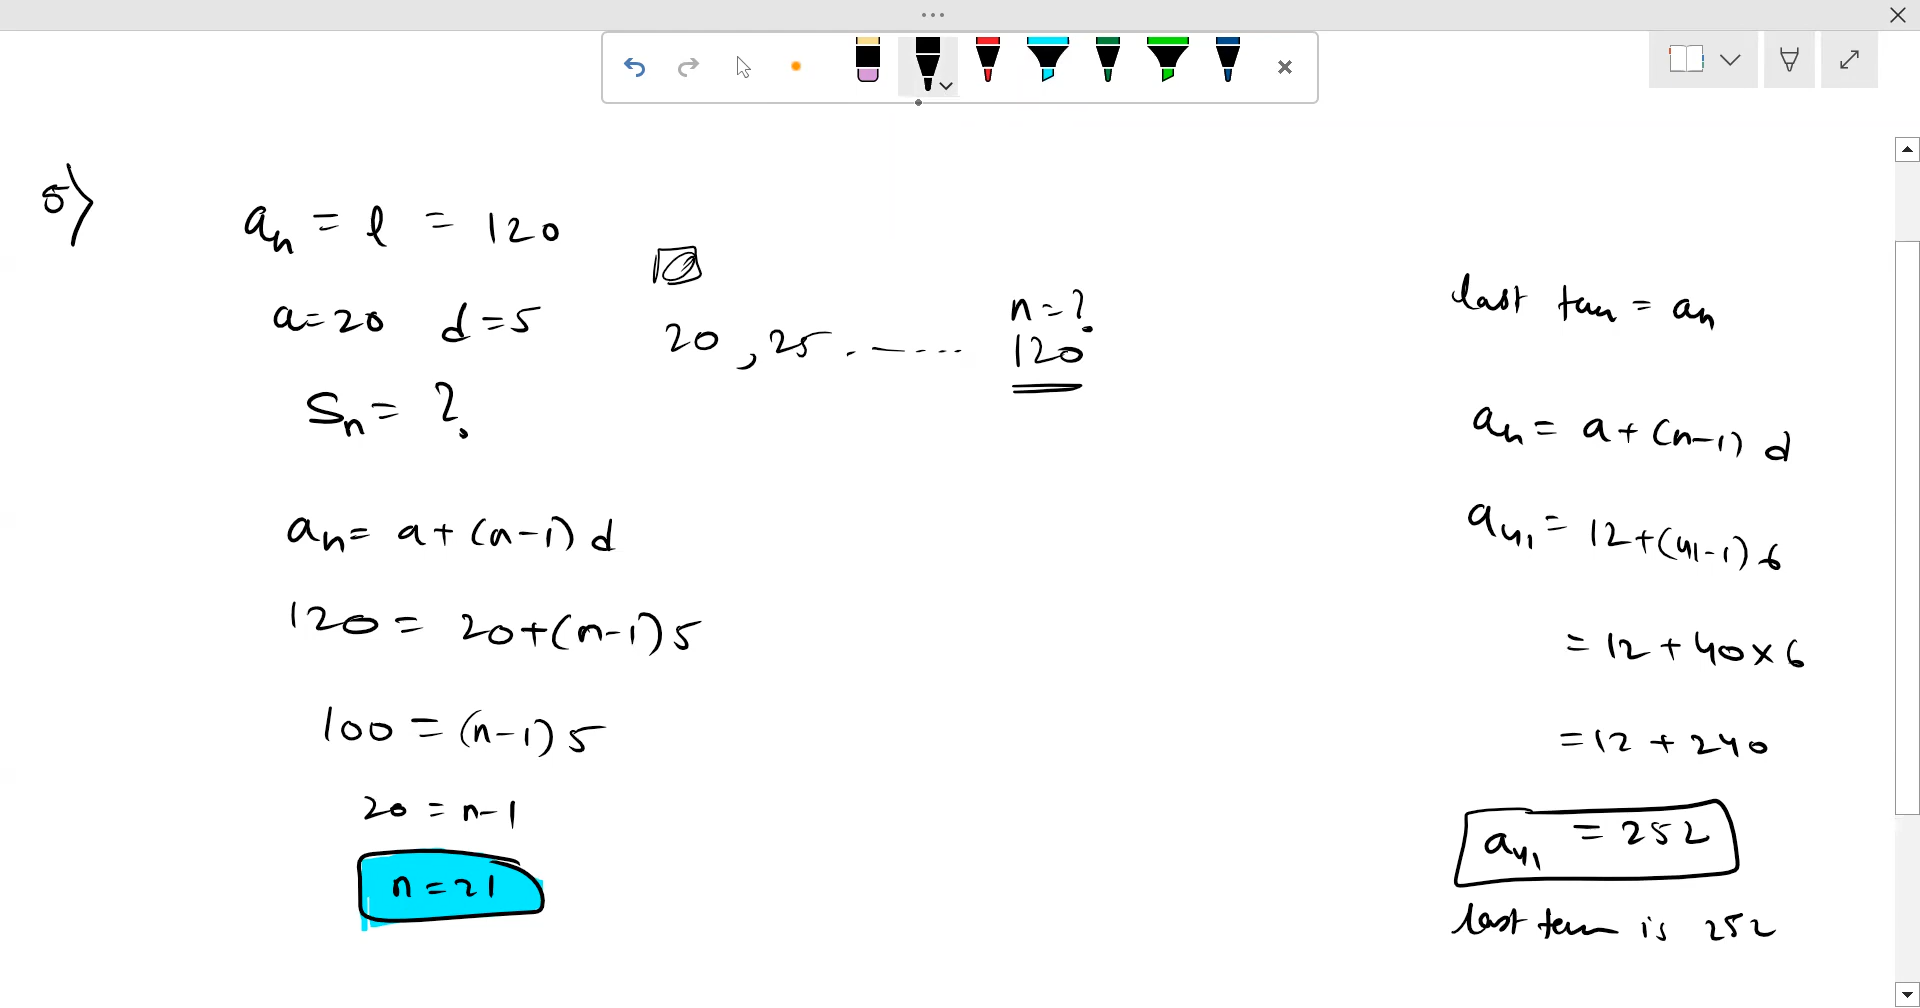 5)
aₙ = l = 120
a=20 d=5
Sₙ= ?
20, 25 . - - - - -
n=?
120
aₙ= a+(n-1) d
120= 20+(n-1)5
100 = (n-1) 5
20 = n-1
n=21
last term = aₙ
aₙ= a+(n-1) d
a₄₁= 12+(41-1)6
= 12 + 40×6
=12 + 240
a₄₁ = 252
last term is 252